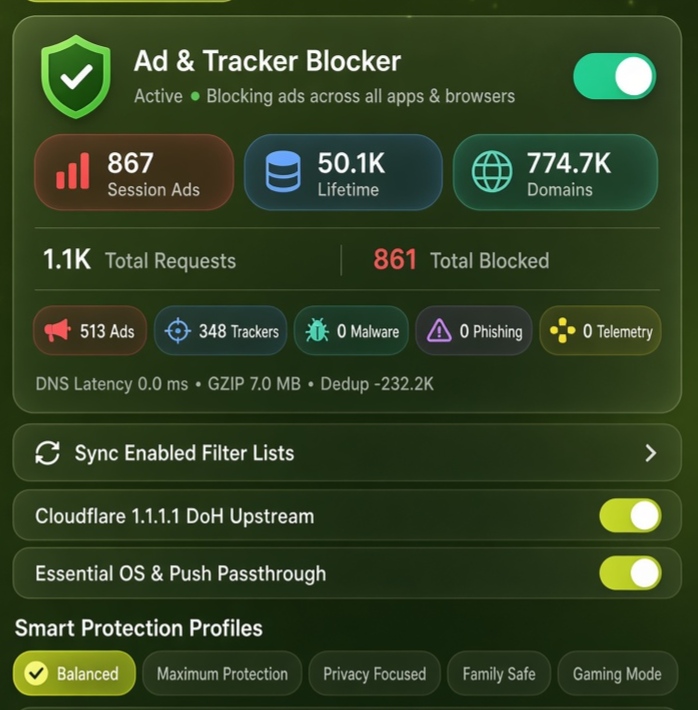 Ad & Tracker Blocker
Active • Blocking ads across all apps & browsers
867
Session Ads
50.1K
Lifetime
774.7K
Domains
1.1K Total Requests
861 Total Blocked
513 Ads
348 Trackers
0 Malware
0 Phishing
0 Telemetry
DNS Latency 0.0 ms • GZIP 7.0 MB • Dedup -232.2K
Sync Enabled Filter Lists
Cloudflare 1.1.1.1 DoH Upstream
Essential OS & Push Passthrough
Smart Protection Profiles
Balanced
Maximum Protection
Privacy Focused
Family Safe
Gaming Mode